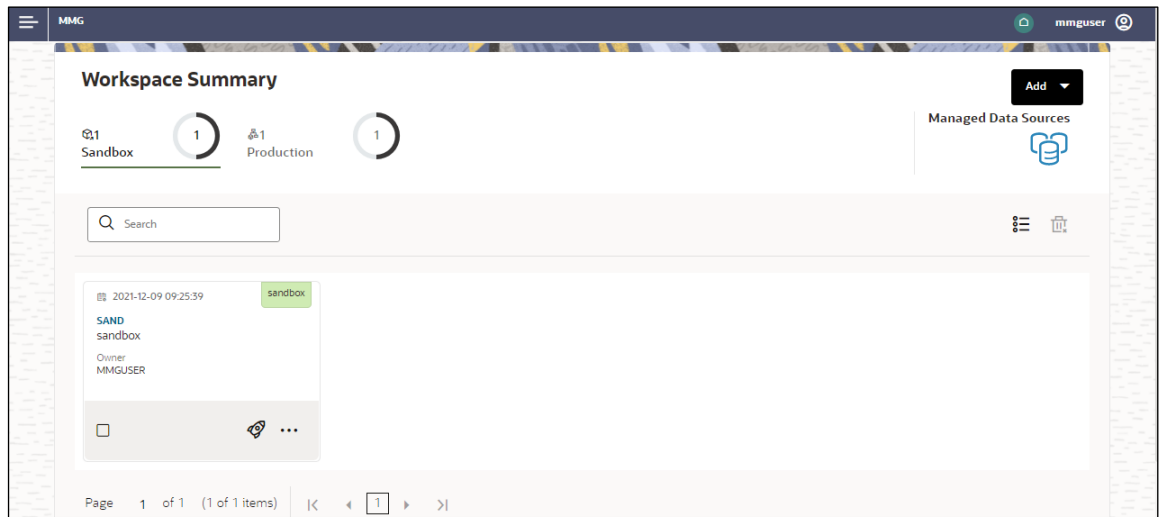 MMG
mmguser
Workspace Summary
Add
Managed Data Sources
1
Sandbox
1
1
Production
1
Search
2021-12-09 09:25:39
sandbox
SAND
sandbox
Owner
MMGUSER
Page 1 of 1 (1 of 1 items) 1